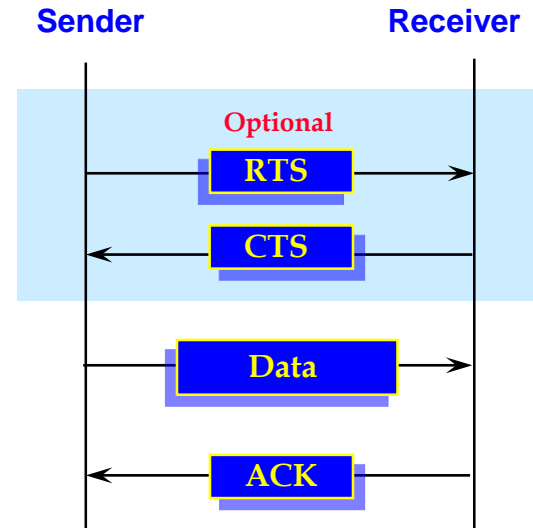 Sender Receiver
Optional
RTS
CTS
Data
ACK